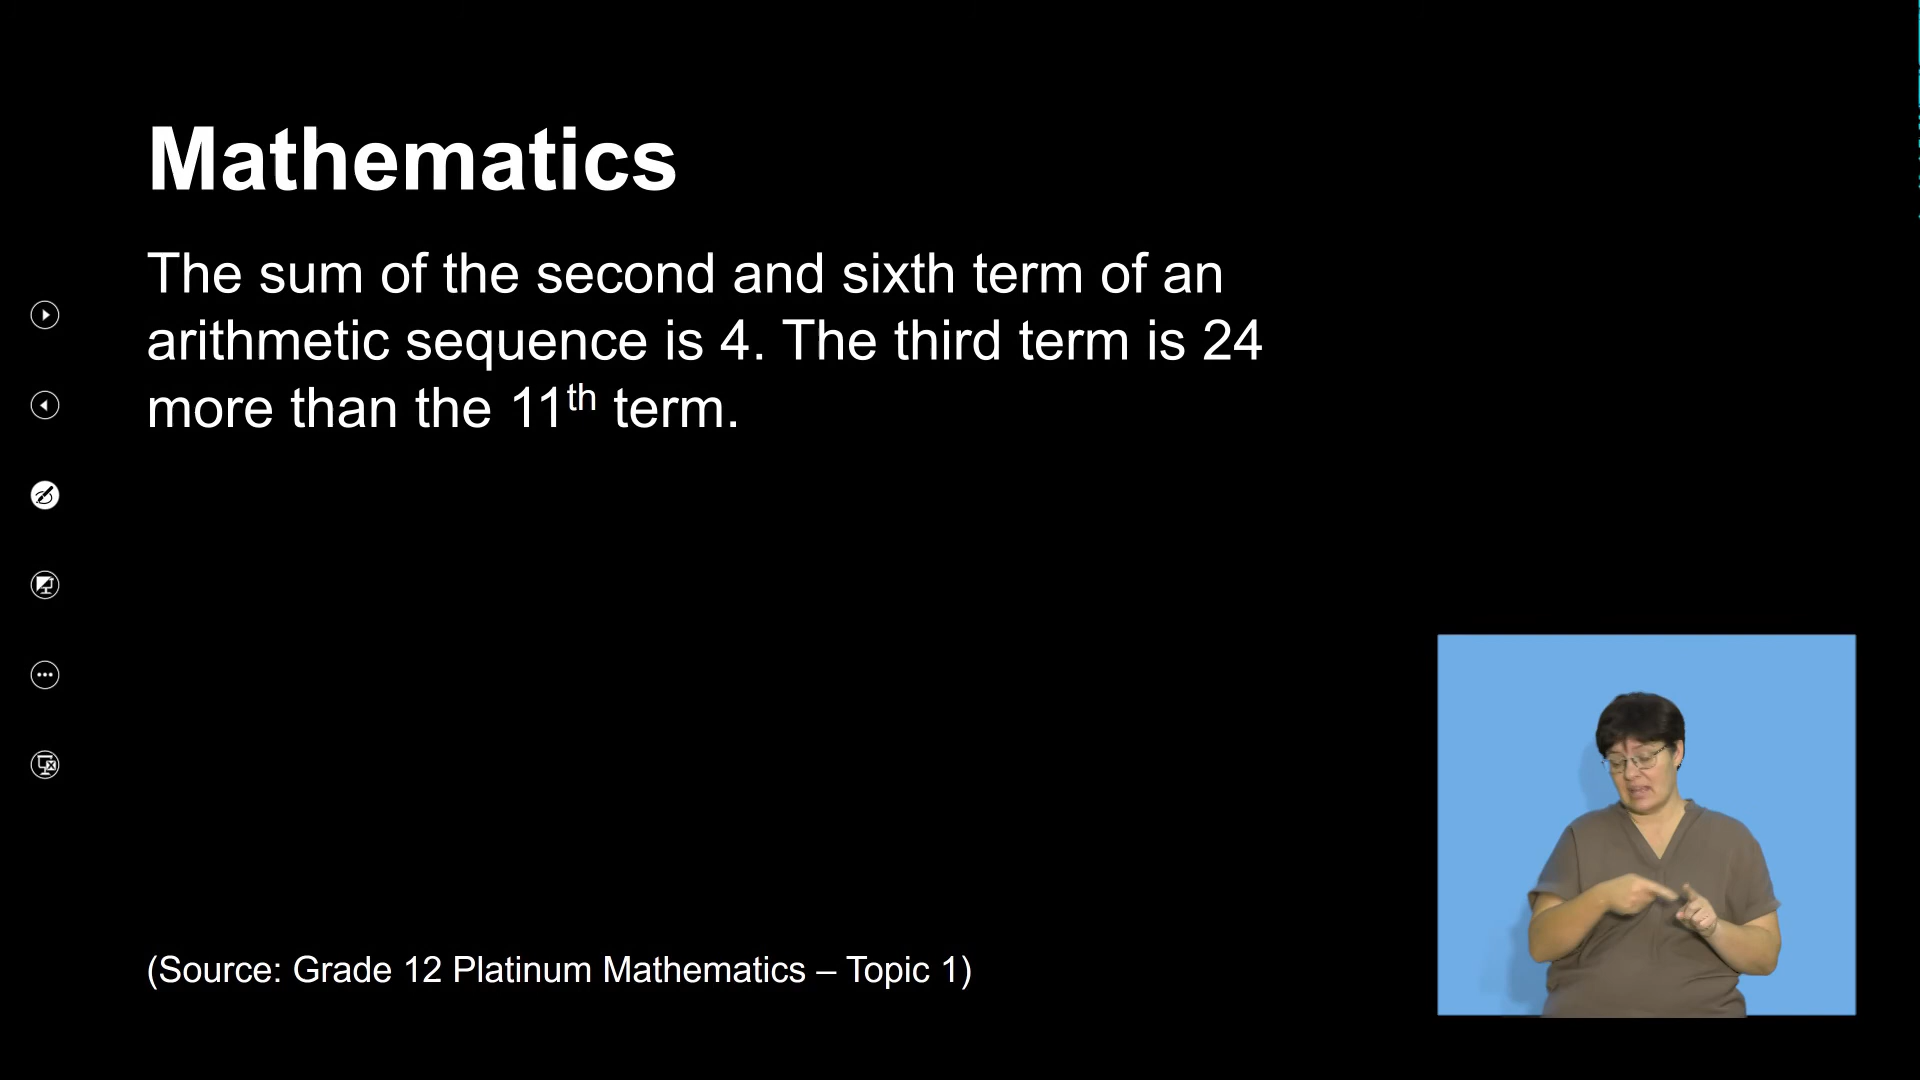 Mathematics
The sum of the second and sixth term of an
arithmetic sequence is 4. The third term is 24
more than the 11th term.
(Source: Grade 12 Platinum Mathematics – Topic 1)